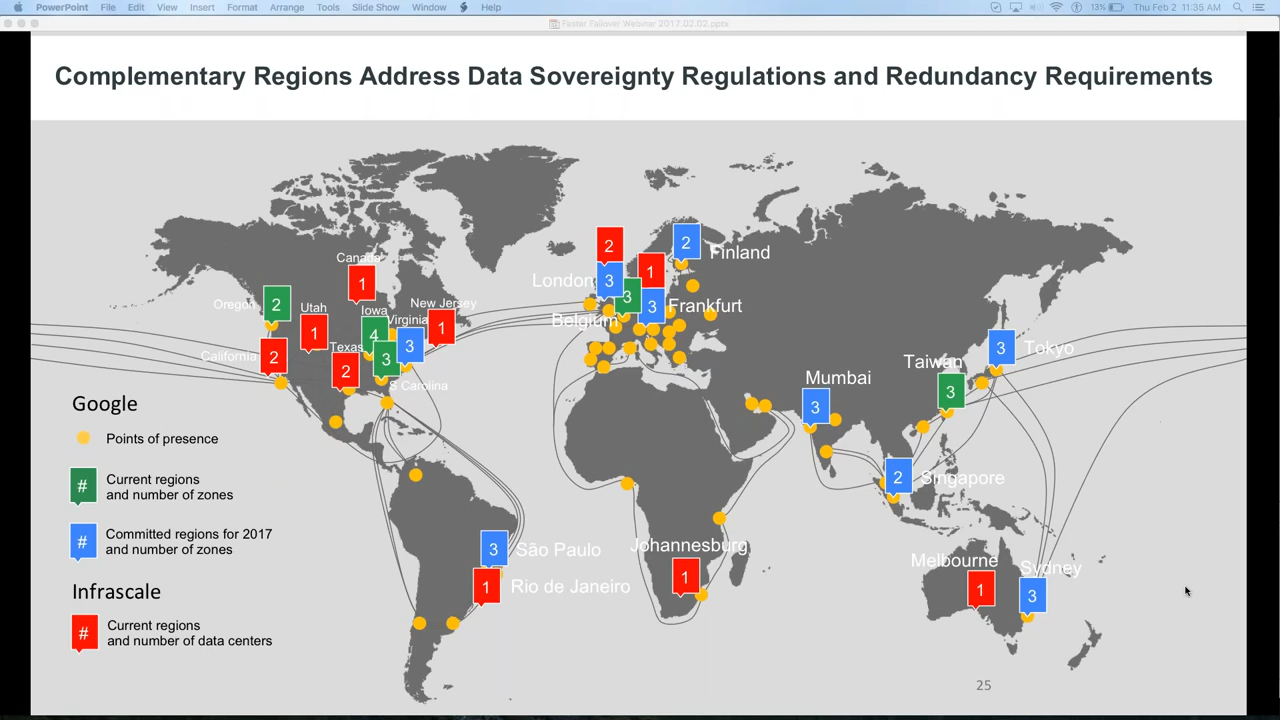 PowerPoint File Edit View Insert Format Arrange Tools Slide Show Window Help 13% Thu Feb 2 11:35 AM
Faster Failover Webinar 2017.02.02.pptx
Complementary Regions Address Data Sovereignty Regulations and Redundancy Requirements
2
2
Finland
Canada
1
London
3
1
Oregon
2
Utah
1
Iowa
4
Virginia
3
New Jersey
1
Belgium
3
3
Frankfurt
California
2
Texas
2
3
S Carolina
Tokyo
3
Taiwan
3
Mumbai
3
Singapore
2
Google
Points of presence
# Current regions
and number of zones
# Committed regions for 2017
and number of zones
Infrascale
# Current regions
and number of data centers
3
São Paulo
1
Rio de Janeiro
Johannesburg
1
Melbourne
1
Sydney
3
25